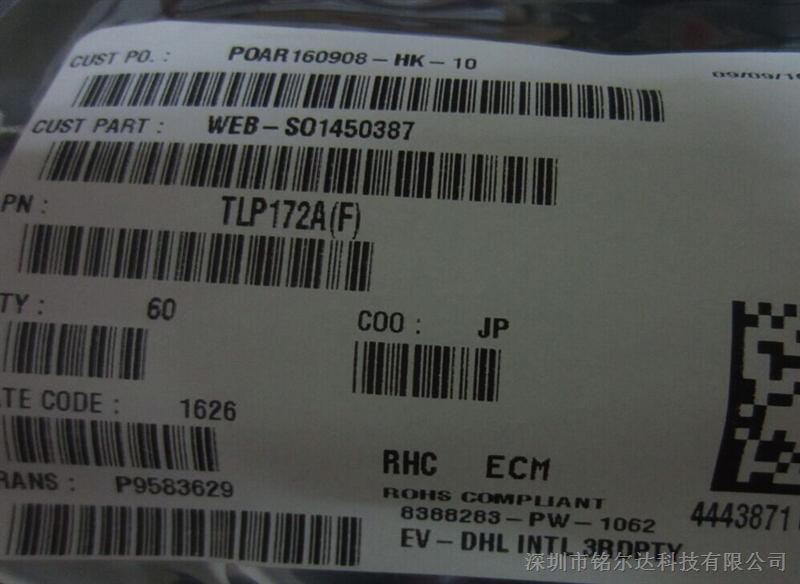 CUST PO. : POAR160908-HK-10
09/09/16
CUST PART : WEB-SO1450387
PN : TLP172A(F)
TY : 60
COO : JP
ATE CODE : 1626
RANS : P9583629
RHC ECM
ROHS COMPLIANT
8388283-PW-1062
4443871
EV-DHL INTL 3RDPTY
深圳市铭尔达科技有限公司